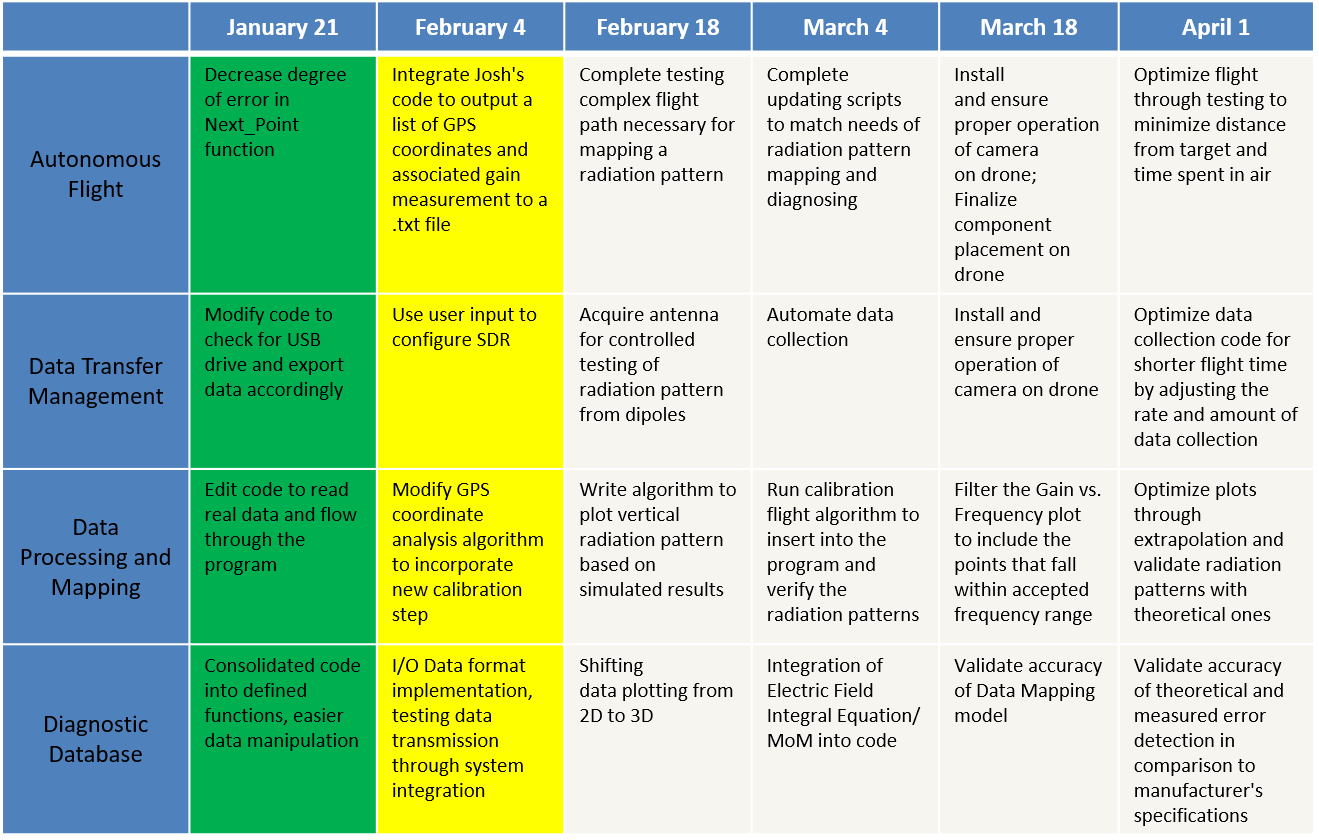 January 21
February 4
February 18
March 4
March 18
April 1
Autonomous
Flight
Decrease degree
of error in
Next_Point
function
Integrate Josh's
code to output a
list of GPS
coordinates and
associated gain
measurement to a
.txt file
Complete testing
complex flight
path necessary for
mapping a
radiation pattern
Complete
updating scripts
to match needs of
radiation pattern
mapping and
diagnosing
Install
and ensure
proper operation
of camera
on drone;
Finalize
component
placement on
drone
Optimize flight
through testing to
minimize distance
from target and
time spent in air
Data Transfer
Management
Modify code to
check for USB
drive and export
data accordingly
Use user input to
configure SDR
Acquire antenna
for controlled
testing of
radiation pattern
from dipoles
Automate data
collection
Install and
ensure proper
operation of
camera on drone
Optimize data
collection code for
shorter flight time
by adjusting the
rate and amount of
data collection
Data
Processing and
Mapping
Edit code to read
real data and flow
through the
program
Modify GPS
coordinate
analysis algorithm
to incorporate
new calibration
step
Write algorithm to
plot vertical
radiation pattern
based on
simulated results
Run calibration
flight algorithm to
insert into the
program and
verify the
radiation patterns
Filter the Gain vs.
Frequency plot
to include the
points that fall
within accepted
frequency range
Optimize plots
through
extrapolation and
validate radiation
patterns with
theoretical ones
Diagnostic
Database
Consolidated code
into defined
functions, easier
data manipulation
I/O Data format
implementation,
testing data
transmission
through system
integration
Shifting
data plotting from
2D to 3D
Integration of
Electric Field
Integral Equation/
MoM into code
Validate accuracy
of Data Mapping
model
Validate accuracy
of theoretical and
measured error
detection in
comparison to
manufacturer's
specifications